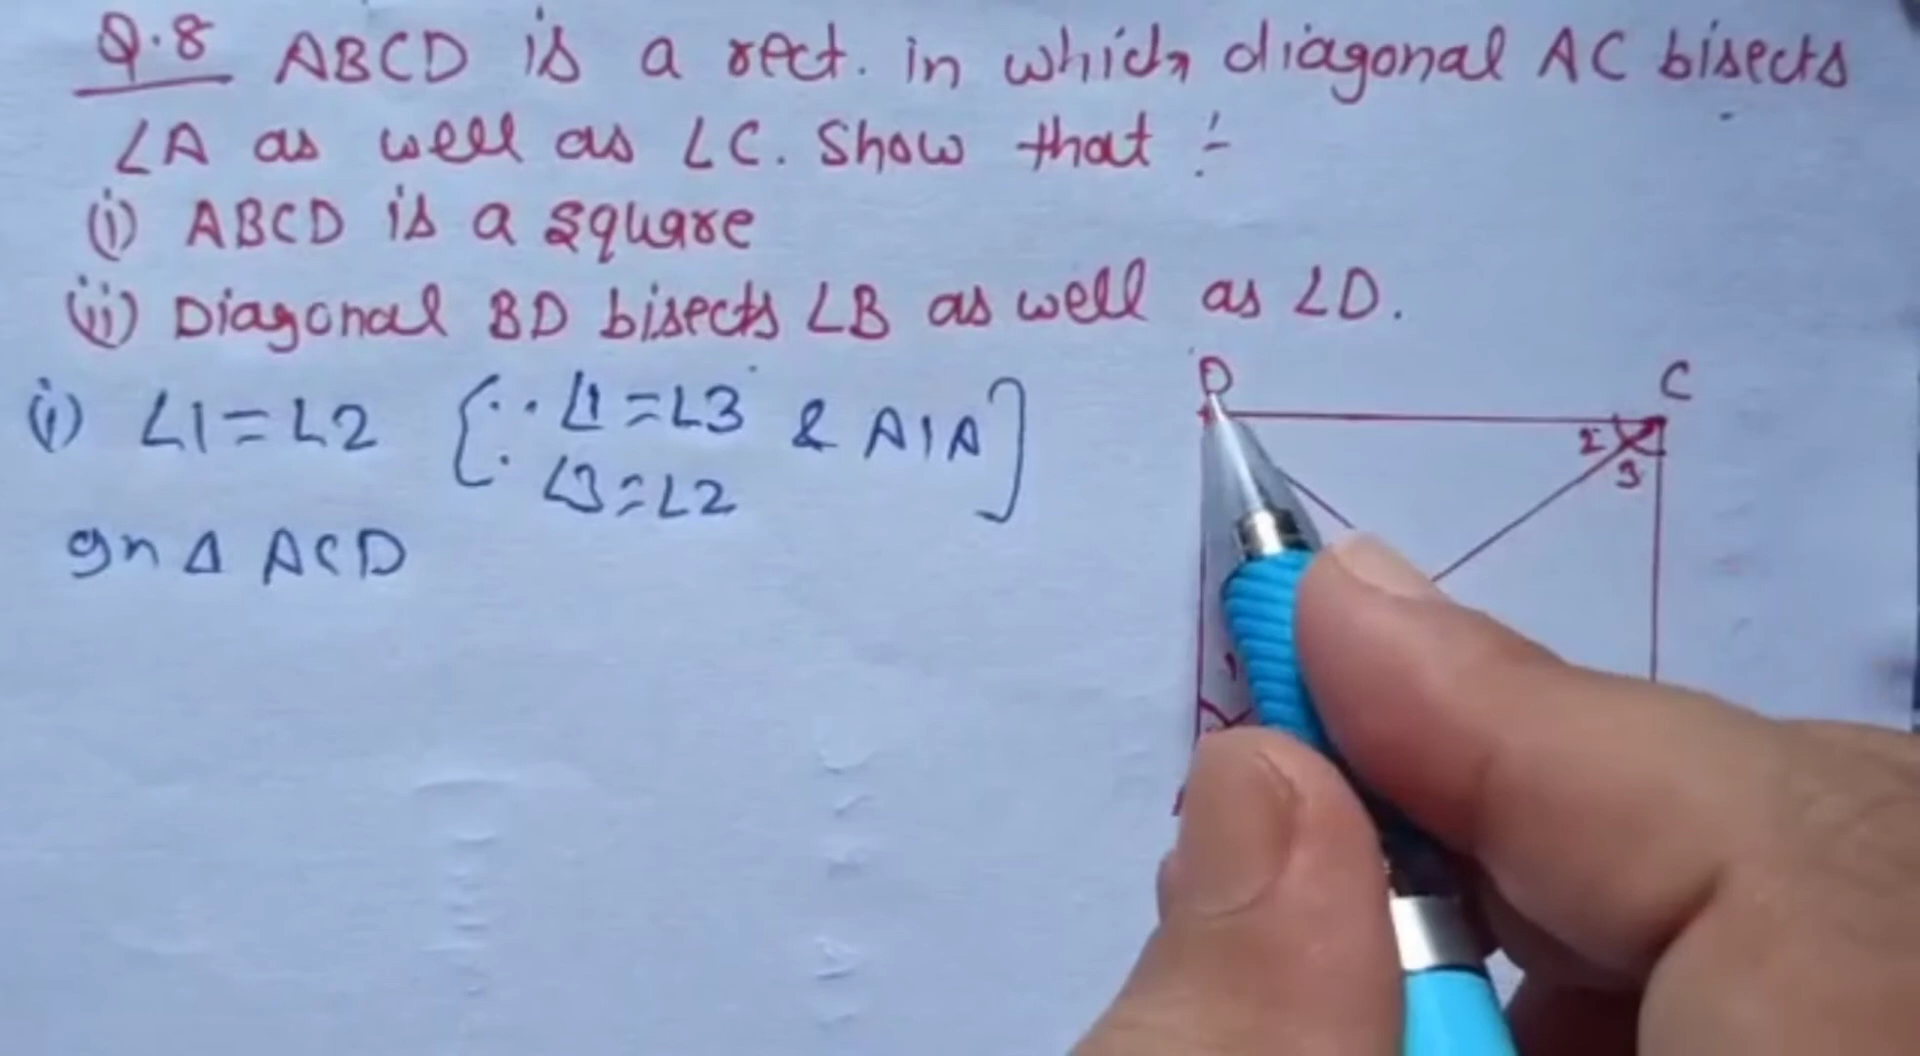 Q.8 ABCD is a rect. in which diagonal AC bisects
∠A as well as ∠C. Show that :-
(i) ABCD is a square
(ii) Diagonal BD bisects ∠B as well as ∠D.
(i) ∠1=∠2 [∵ ∠1=∠3 & AIA]
∠3=∠2
In Δ ACD
D
C
2
3
1